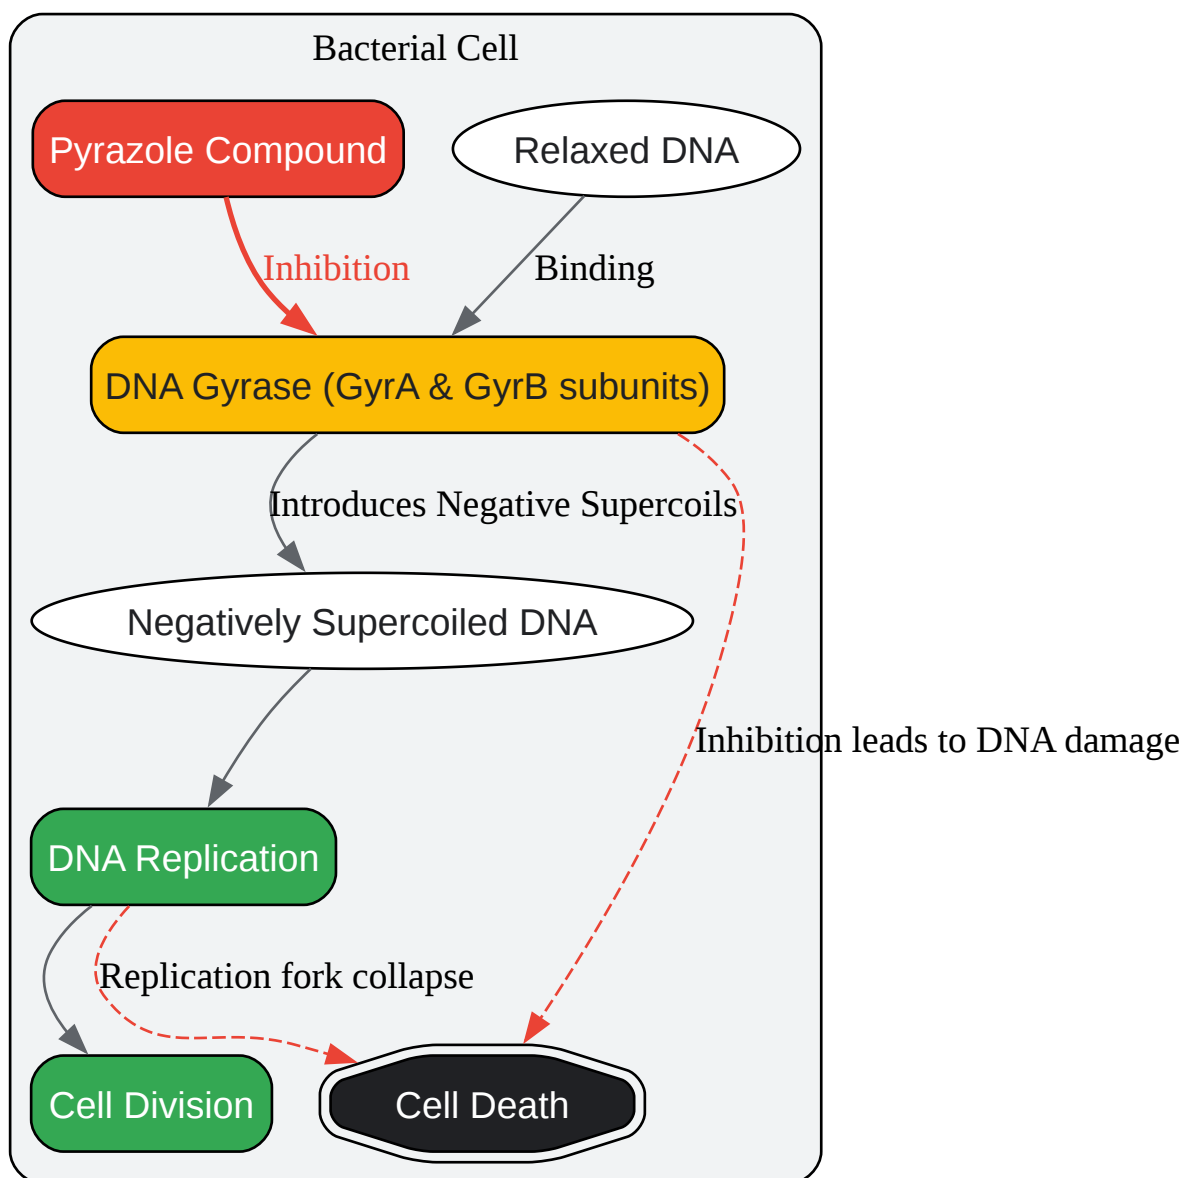 Bacterial Cell
Pyrazole Compound
Relaxed DNA
Inhibition
Binding
DNA Gyrase (GyrA & GyrB subunits)
Introduces Negative Supercoils
Negatively Supercoiled DNA
Inhibition leads to DNA damage
DNA Replication
Replication fork collapse
Cell Division
Cell Death